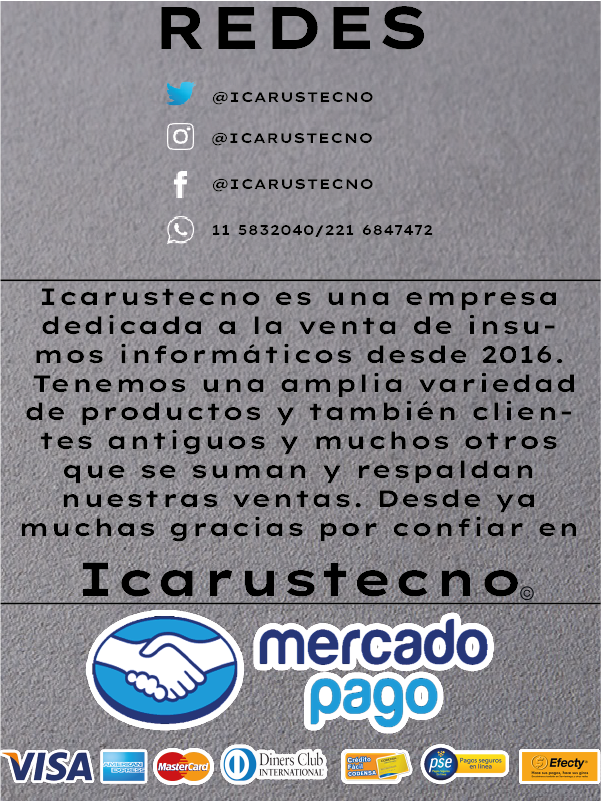 REDES
@ICARUSTECNO
@ICARUSTECNO
@ICARUSTECNO
11 5832040/221 6847472
Icarustecno es una empresa
dedicada a la venta de insu-
mos informáticos desde 2016.
Tenemos una amplia variedad
de productos y también clien-
tes antiguos y muchos otros
que se suman y respaldan
nuestras ventas. Desde ya
muchas gracias por confiar en
Icarustecno©
mercado
pago
VISA
AMERICAN EXPRESS
MasterCard
Diners Club
INTERNATIONAL
Crédito
Fácil
CODENSA
pse
Pagos seguros
en línea
Efecty